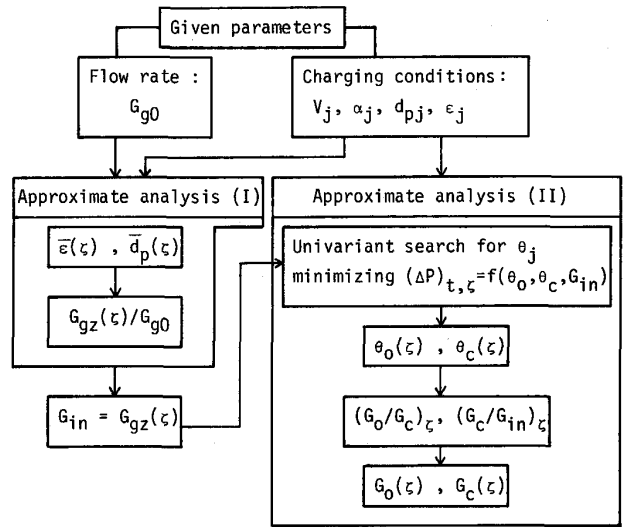 Given parameters
Flow rate :
G_g0
Charging conditions:
V_j, α_j, d_pj, ε_j
Approximate analysis (I)
ε̅(ζ) , d̅_p(ζ)
G_gz(ζ)/G_g0
G_in = G_gz(ζ)
Approximate analysis (II)
Univariant search for θ_j
minimizing (ΔP)_t,ζ=f(θ_o,θ_c,G_in)
θ_o(ζ) , θ_c(ζ)
(G_o/G_c)_ζ, (G_c/G_in)_ζ
G_o(ζ) , G_c(ζ)